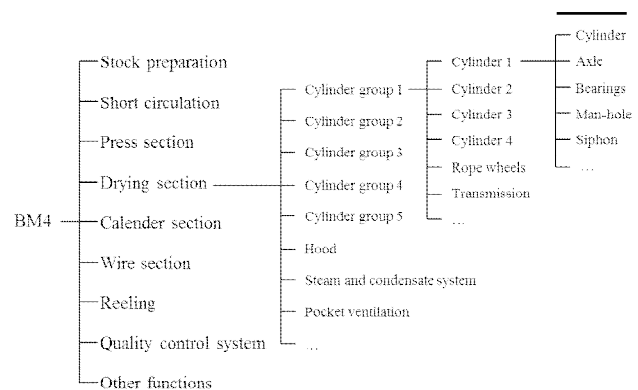 BM4
Stock preparation
Short circulation
Press section
Drying section
Calender section
Wire section
Reeling
Quality control system
Other functions
Cylinder group 1
Cylinder group 2
Cylinder group 3
Cylinder group 4
Cylinder group 5
Hood
Steam and condensate system
Pocket ventilation
...
Cylinder 1
Cylinder 2
Cylinder 3
Cylinder 4
Rope wheels
Transmission
...
Cylinder
Axle
Bearings
Man-hole
Siphon
...